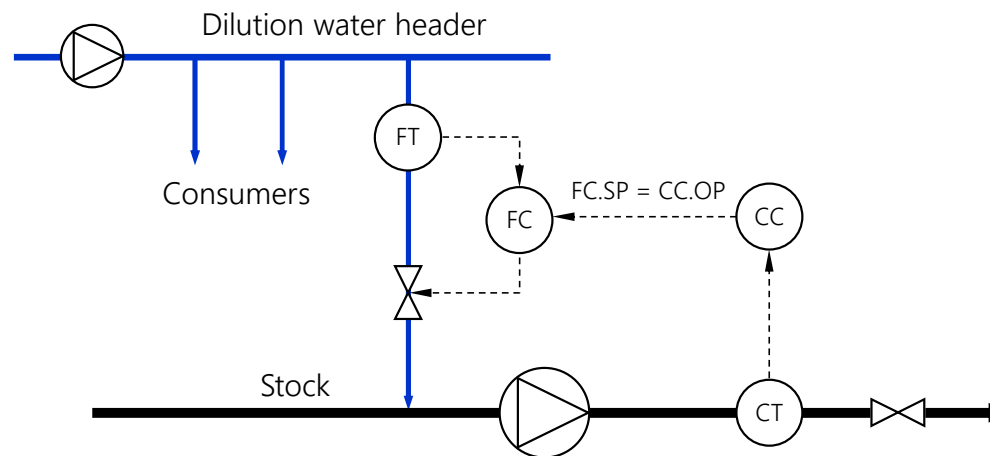 Dilution water header
FT
Consumers
FC.SP = CC.OP
FC
CC
Stock
CT